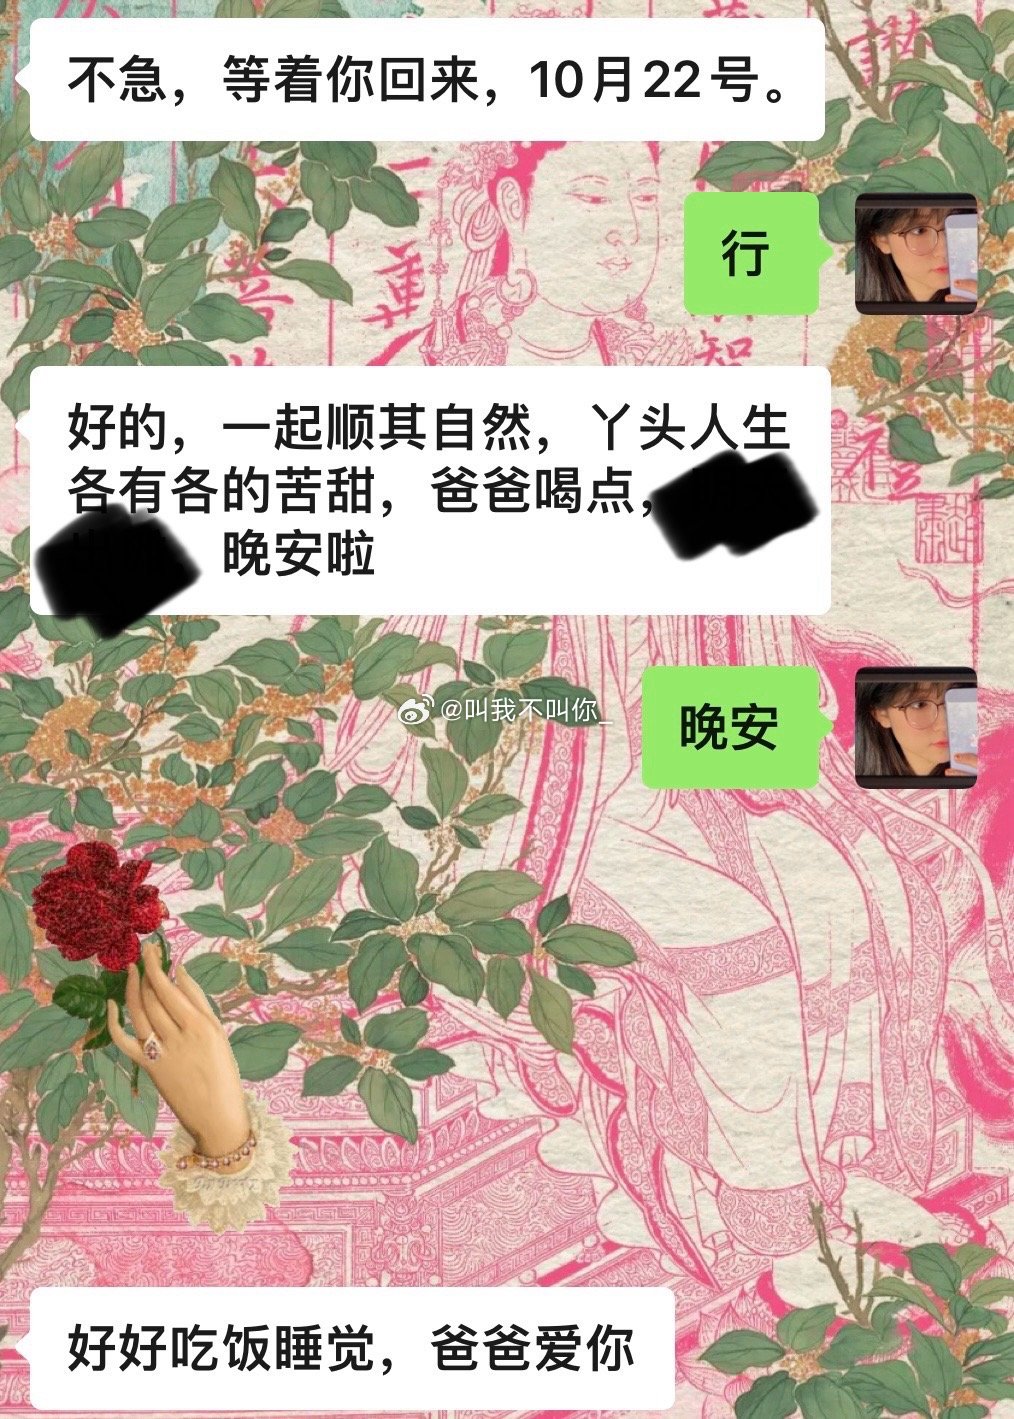 不急，等着你回来，10月22号。
行
好的，一起顺其自然，丫头人生
各有各的苦甜，爸爸喝点，
晚安啦
@叫我不叫你_
晚安
好好吃饭睡觉，爸爸爱你